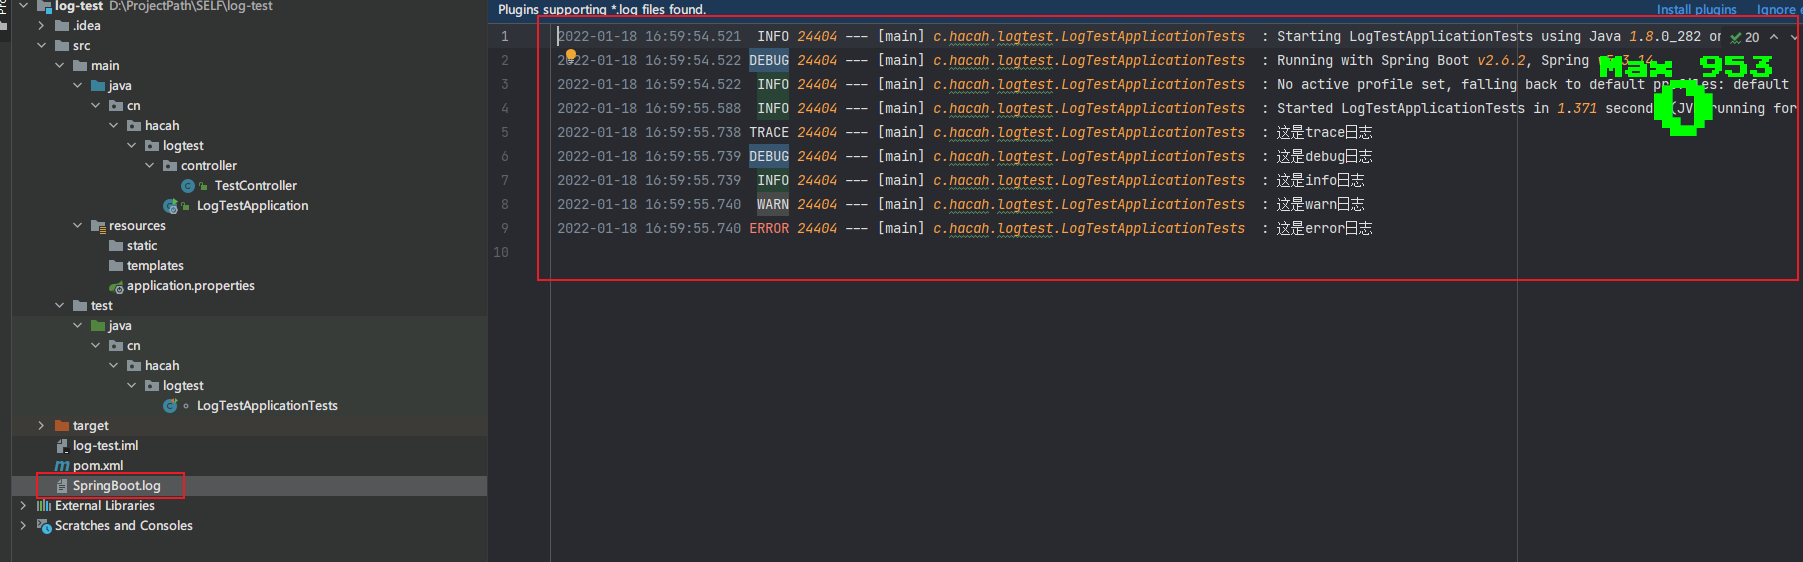 log-test D:\ProjectPath\SELF\log-test
.idea
src
main
java
cn
hacah
logtest
controller
TestController
LogTestApplication
resources
static
templates
application.properties
test
java
cn
hacah
logtest
LogTestApplicationTests
target
log-test.iml
pom.xml
SpringBoot.log
External Libraries
Scratches and Consoles
Plugins supporting *.log files found. Install plugins Ignore
1 2022-01-18 16:59:54.521 INFO 24404 --- [main] c.hacah.logtest.LogTestApplicationTests : Starting LogTestApplicationTests using Java 1.8.0_282 on 20
2 2022-01-18 16:59:54.522 DEBUG 24404 --- [main] c.hacah.logtest.LogTestApplicationTests : Running with Spring Boot v2.6.2, Spring
Max 953
0
3 2022-01-18 16:59:54.522 INFO 24404 --- [main] c.hacah.logtest.LogTestApplicationTests : No active profile set, falling back to default profiles: default
4 2022-01-18 16:59:55.588 INFO 24404 --- [main] c.hacah.logtest.LogTestApplicationTests : Started LogTestApplicationTests in 1.371 seconds (JVM running for
5 2022-01-18 16:59:55.738 TRACE 24404 --- [main] c.hacah.logtest.LogTestApplicationTests : 这是trace日志
6 2022-01-18 16:59:55.739 DEBUG 24404 --- [main] c.hacah.logtest.LogTestApplicationTests : 这是debug日志
7 2022-01-18 16:59:55.739 INFO 24404 --- [main] c.hacah.logtest.LogTestApplicationTests : 这是info日志
8 2022-01-18 16:59:55.740 WARN 24404 --- [main] c.hacah.logtest.LogTestApplicationTests : 这是warn日志
9 2022-01-18 16:59:55.740 ERROR 24404 --- [main] c.hacah.logtest.LogTestApplicationTests : 这是error日志
10